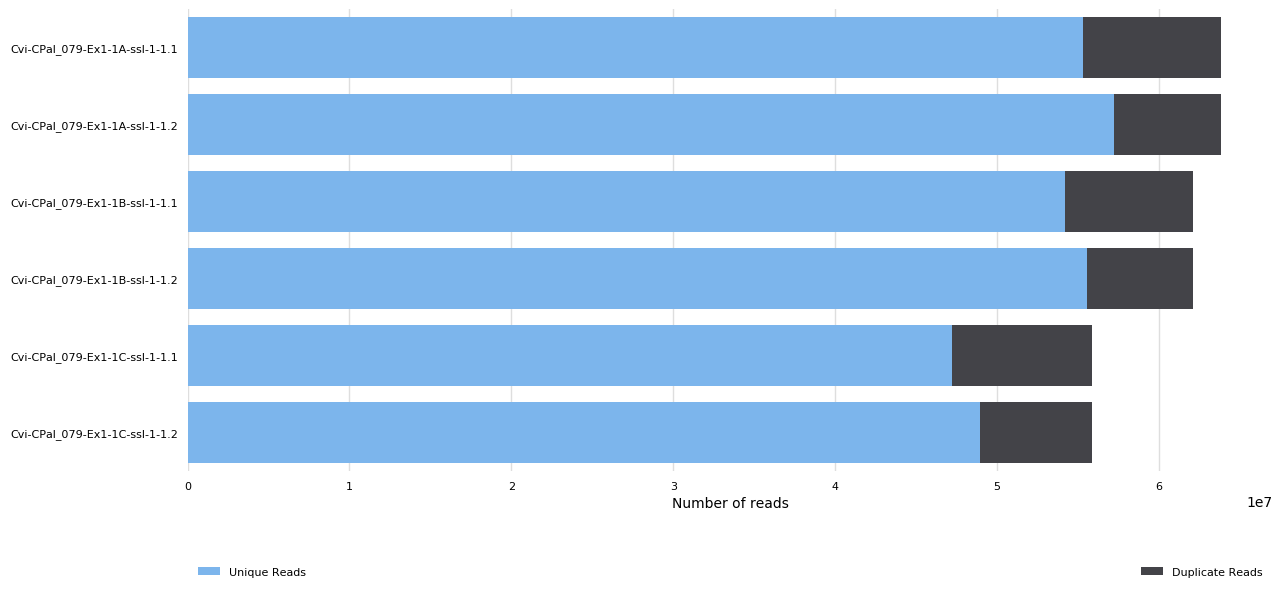 Cvi-CPal_079-Ex1-1A-ssl-1-1.1
Cvi-CPal_079-Ex1-1A-ssl-1-1.2
Cvi-CPal_079-Ex1-1B-ssl-1-1.1
Cvi-CPal_079-Ex1-1B-ssl-1-1.2
Cvi-CPal_079-Ex1-1C-ssl-1-1.1
Cvi-CPal_079-Ex1-1C-ssl-1-1.2
0 1 2 3 4 5 6
Number of reads
1e7
Unique Reads
Duplicate Reads